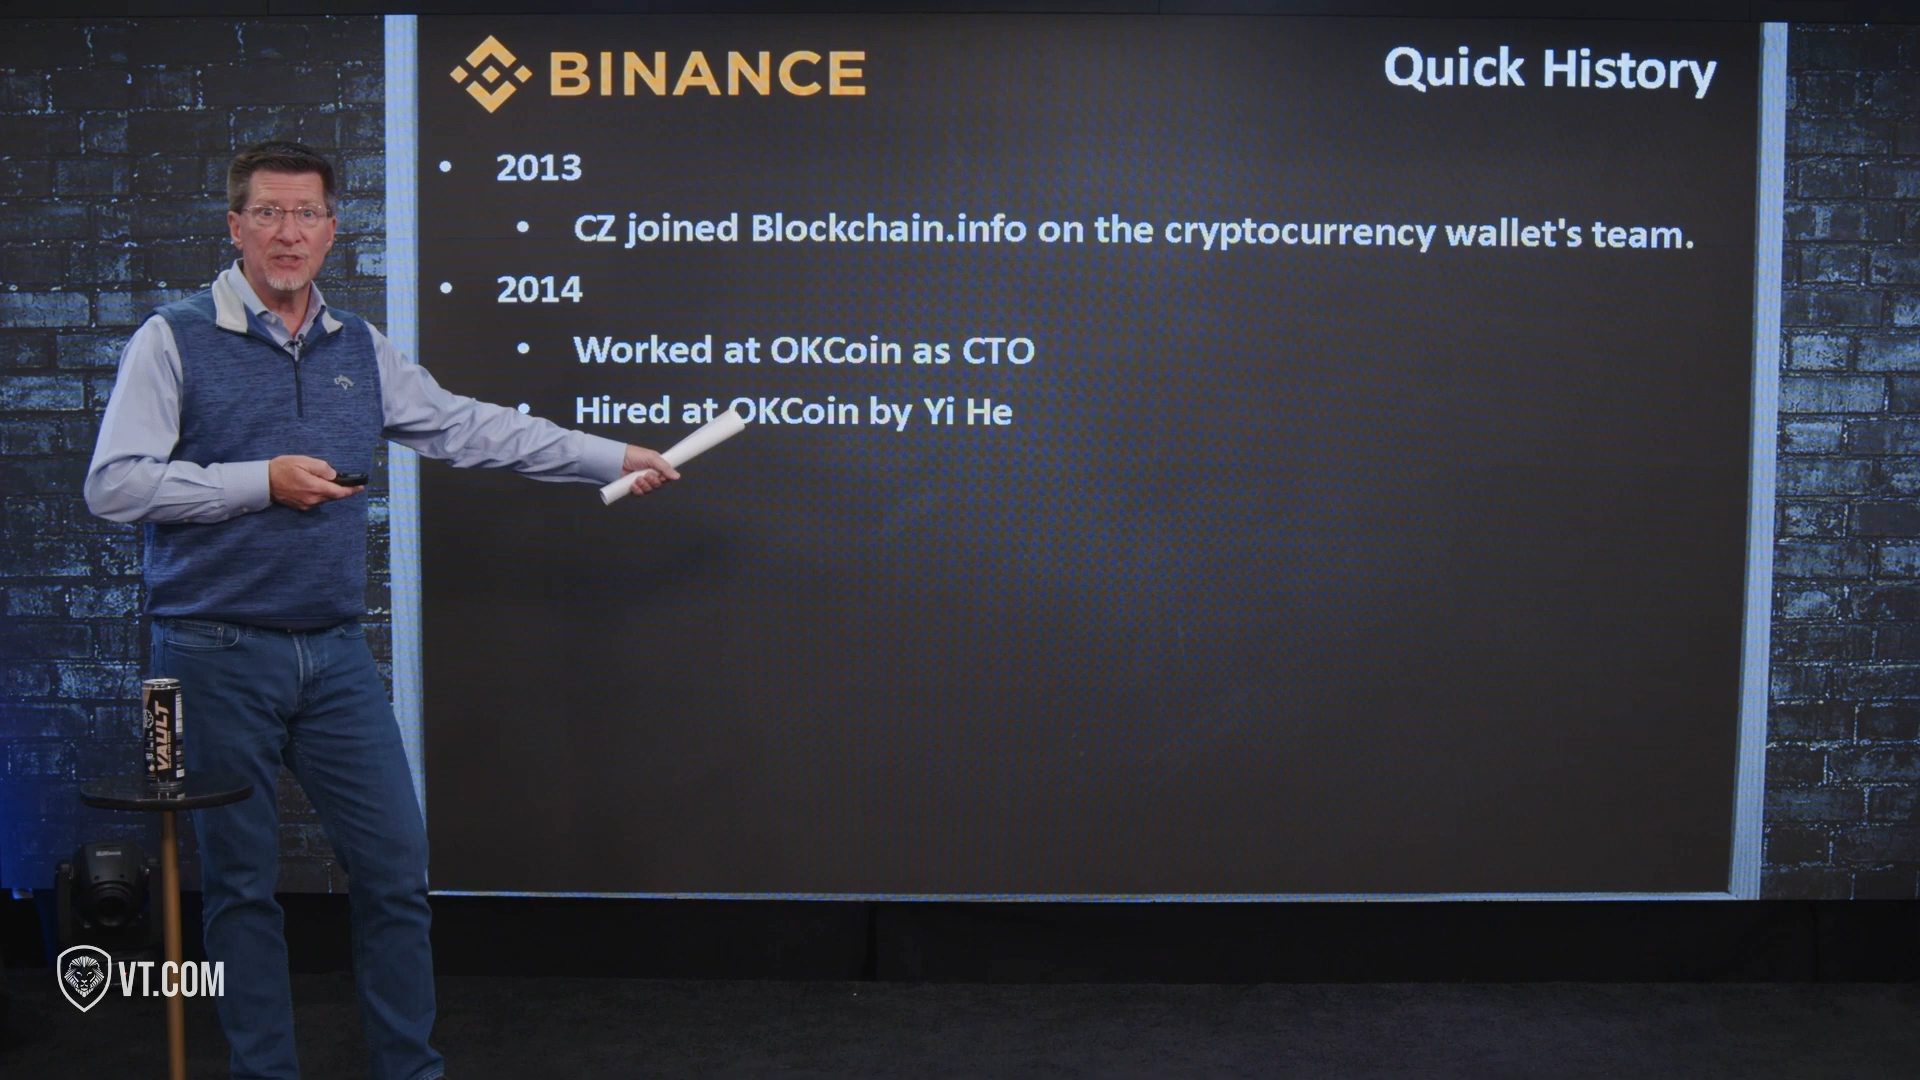 BINANCE
Quick History
• 2013
• CZ joined Blockchain.info on the cryptocurrency wallet's team.
• 2014
• Worked at OKCoin as CTO
• Hired at OKCoin by Yi He
VAULT
VT.COM